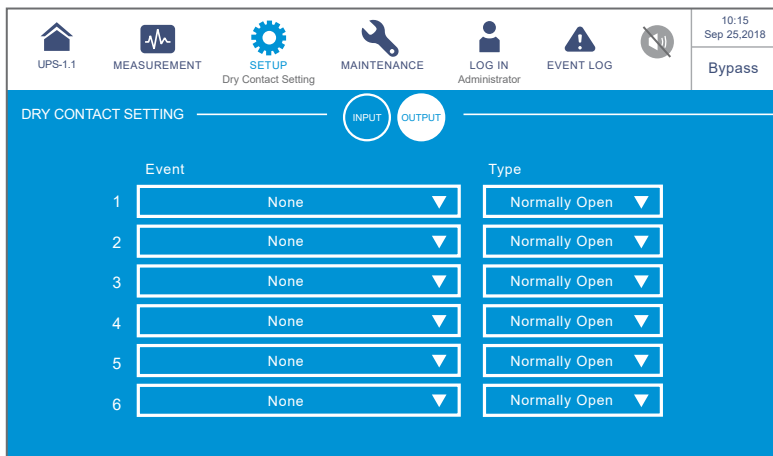 UPS-1.1 MEASUREMENT SETUP MAINTENANCE LOG IN EVENT LOG
Dry Contact Setting Administrator
10:15
Sep 25,2018
Bypass
DRY CONTACT SETTING INPUT OUTPUT
Event Type
1 None Normally Open
2 None Normally Open
3 None Normally Open
4 None Normally Open
5 None Normally Open
6 None Normally Open